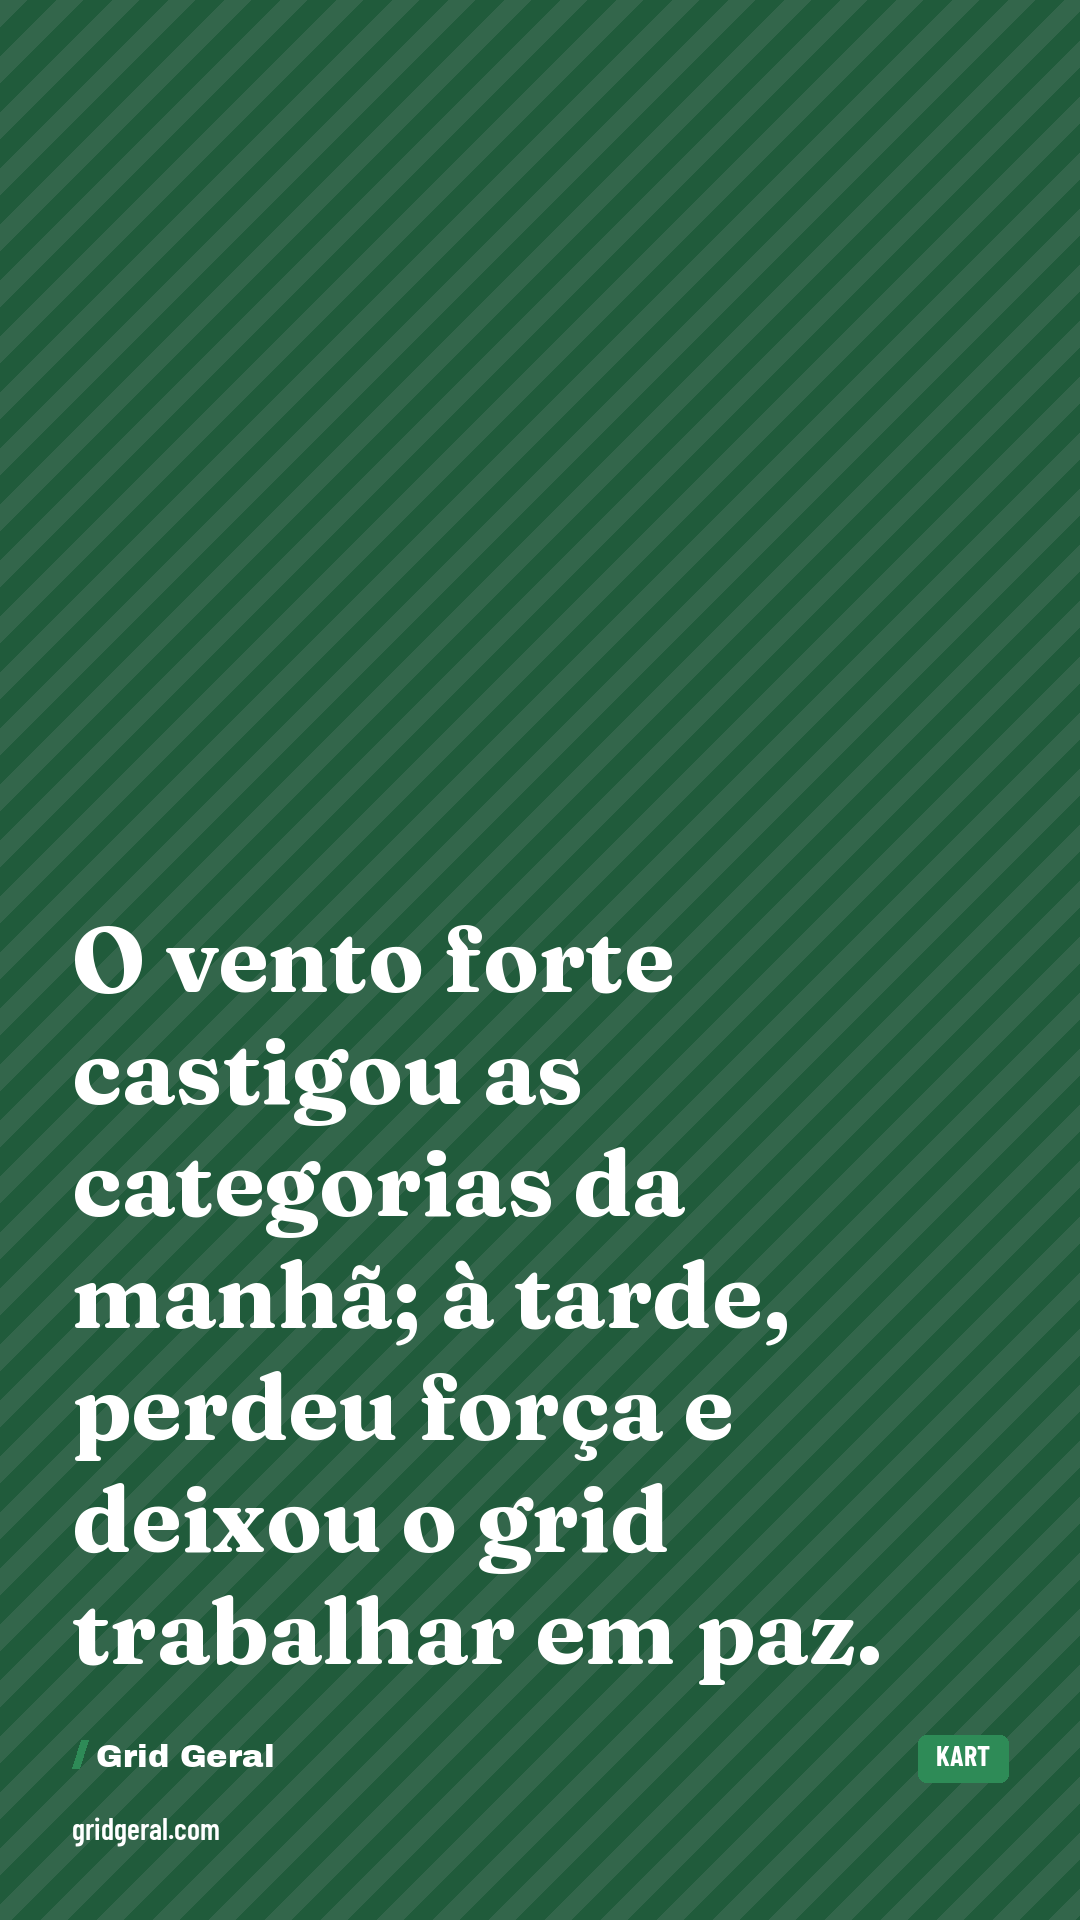 O vento forte
castigou as
categorias da
manhã; à tarde,
perdeu força e
deixou o grid
trabalhar em paz.
/ Grid Geral
KART
gridgeral.com